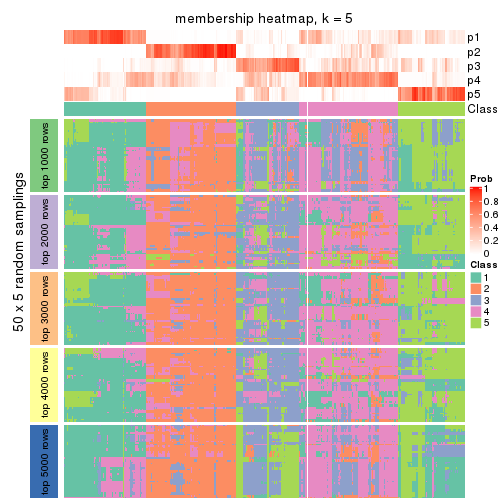 membership heatmap, k = 5
p1
p2
p3
p4
p5
Class
50 x 5 random samplings
top 1000 rows
top 2000 rows
top 3000 rows
top 4000 rows
top 5000 rows
Prob
1
0.8
0.6
0.4
0.2
0
Class
1
2
3
4
5